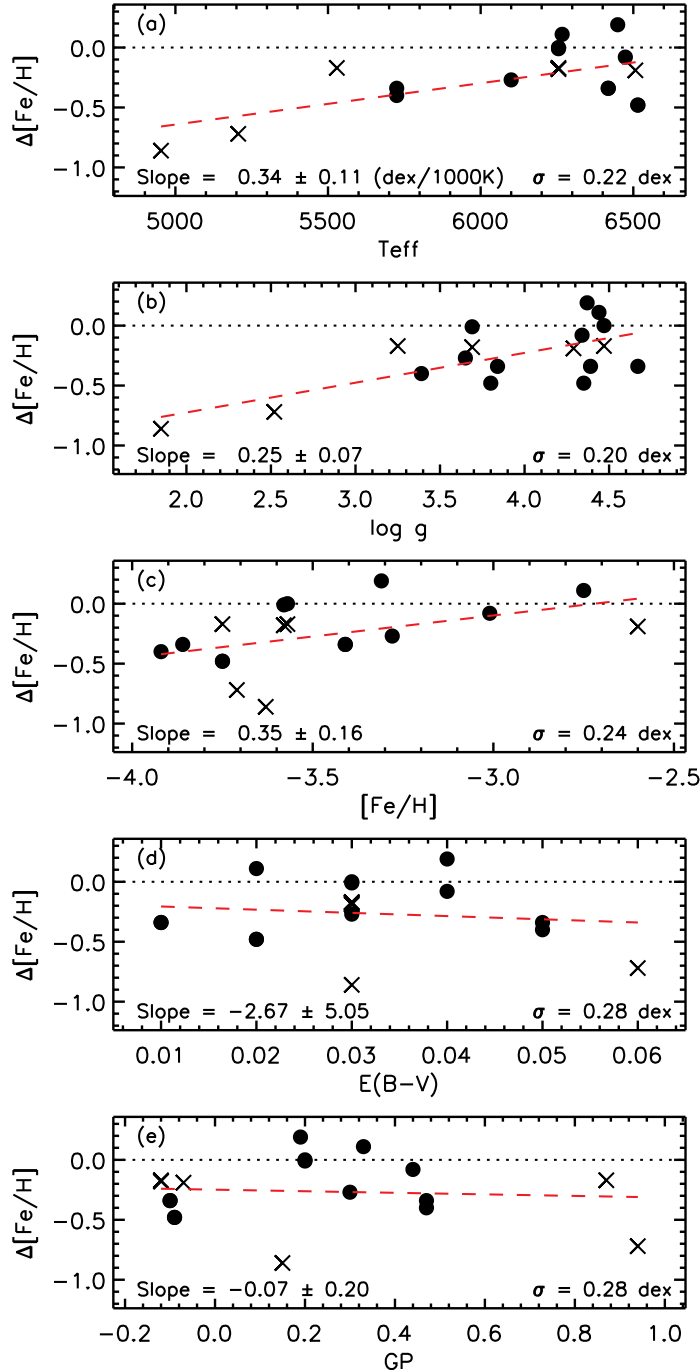 (a)
0.0
−0.5
−1.0
Δ[Fe/H]
Slope = 0.34 ± 0.11 (dex/1000K) σ = 0.22 dex
5000 5500 6000 6500
Teff
(b)
0.0
−0.5
−1.0
Δ[Fe/H]
Slope = 0.25 ± 0.07 σ = 0.20 dex
2.0 2.5 3.0 3.5 4.0 4.5
log g
(c)
0.0
−0.5
−1.0
Δ[Fe/H]
Slope = 0.35 ± 0.16 σ = 0.24 dex
−4.0 −3.5 −3.0 −2.5
[Fe/H]
(d)
0.0
−0.5
−1.0
Δ[Fe/H]
Slope = −2.67 ± 5.05 σ = 0.28 dex
0.01 0.02 0.03 0.04 0.05 0.06
E(B−V)
(e)
0.0
−0.5
−1.0
Δ[Fe/H]
Slope = −0.07 ± 0.20 σ = 0.28 dex
−0.2 0.0 0.2 0.4 0.6 0.8 1.0
GP